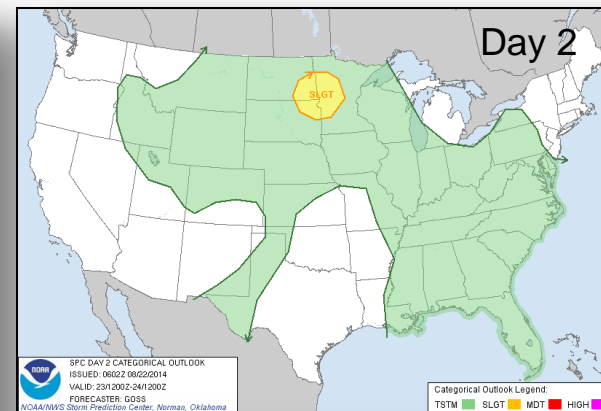 Day 2
SLGT
noaa
SPC DAY 2 CATEGORICAL OUTLOOK
ISSUED: 0602Z 08/22/2014
VALID: 23/1200Z-24/1200Z
FORECASTER: GOSS
NOAA/NWS Storm Prediction Center, Norman, Oklahoma
Categorical Outlook Legend:
TSTM SLGT MDT HIGH